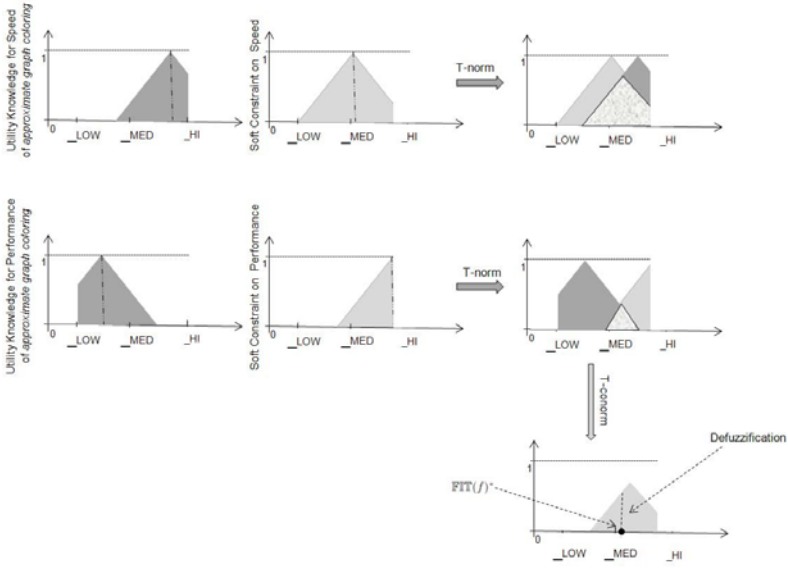 Utility Knowledge for Speed
of approximate graph coloring
1
0
_LOW
_MED
_HI
Soft Constraint on Speed
1
0
_LOW
_MED
_HI
T-norm
1
0
_LOW
_MED
_HI
Utility Knowledge for Performance
of approximate graph coloring
1
0
_LOW
_MED
_HI
Soft Constraint on Performance
1
0
_LOW
_MED
_HI
T-norm
1
0
_LOW
_MED
_HI
T-conorm
Defuzzification
FIT(f)
1
0
_LOW
_MED
_HI